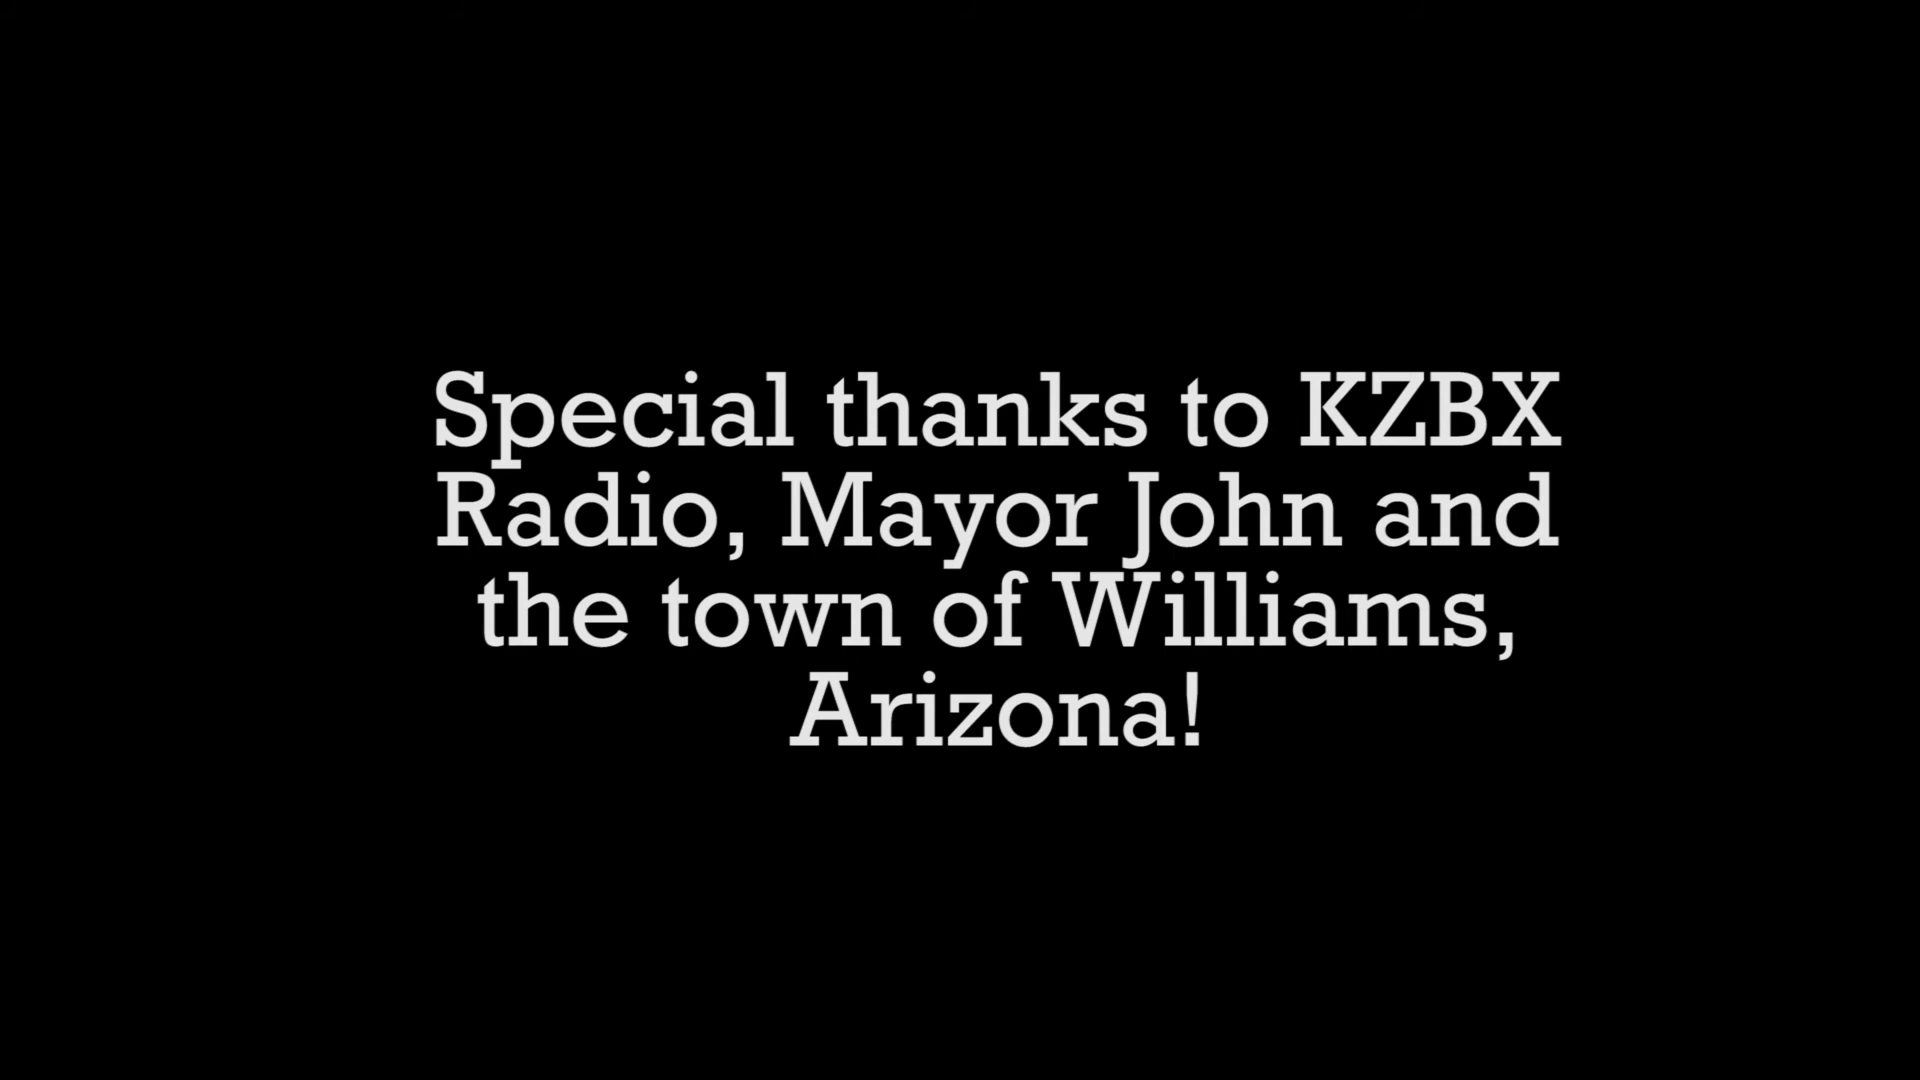 Special thanks to KZBX
Radio, Mayor John and
the town of Williams,
Arizona!